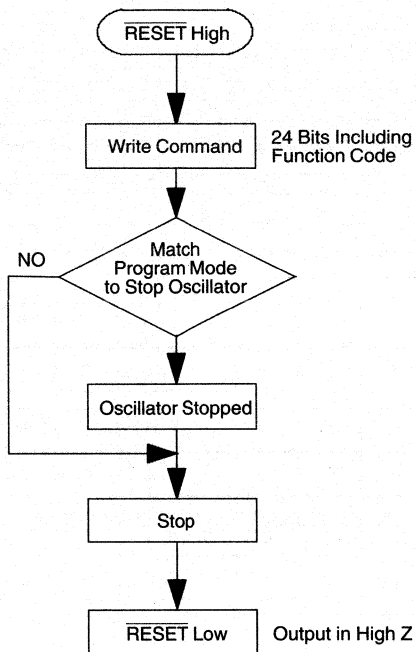 RESET High
Write Command
24 Bits Including
Function Code
Match
Program Mode
to Stop Oscillator
NO
Oscillator Stopped
Stop
RESET Low
Output in High Z